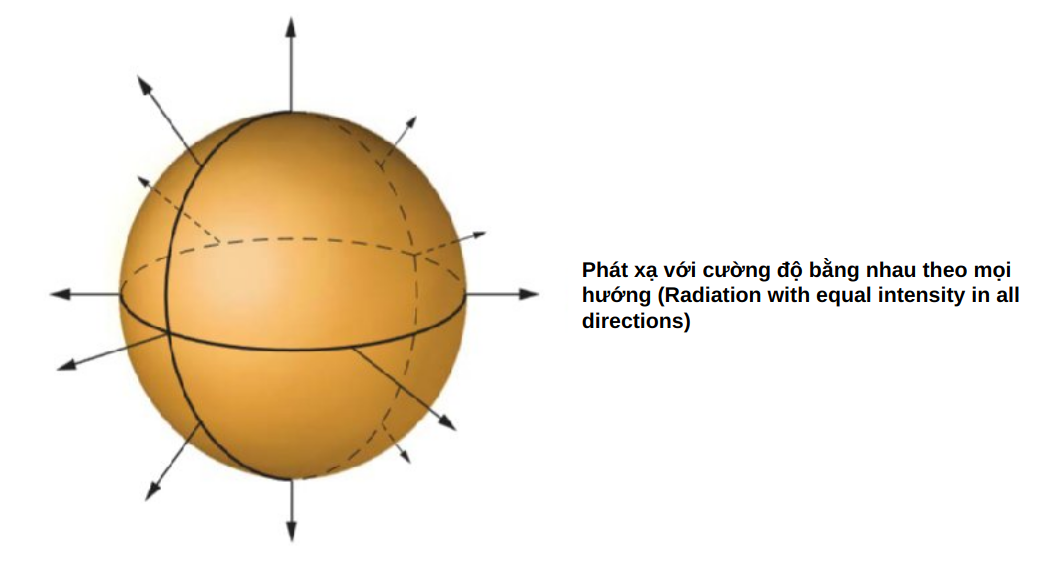 Phát xạ với cường độ bằng nhau theo mọi
hướng (Radiation with equal intensity in all
directions)